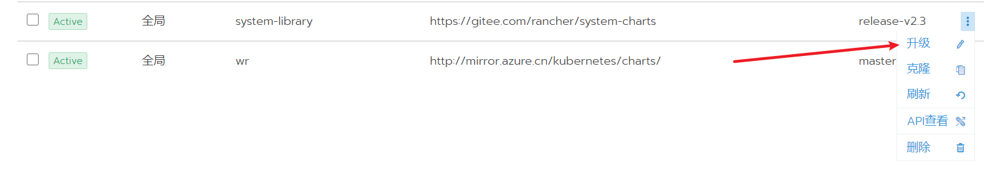 Active 全局 system-library https://gitee.com/rancher/system-charts release-v2.3
升级
Active 全局 wr http://mirror.azure.cn/kubernetes/charts/ master
克隆
刷新
API查看
删除